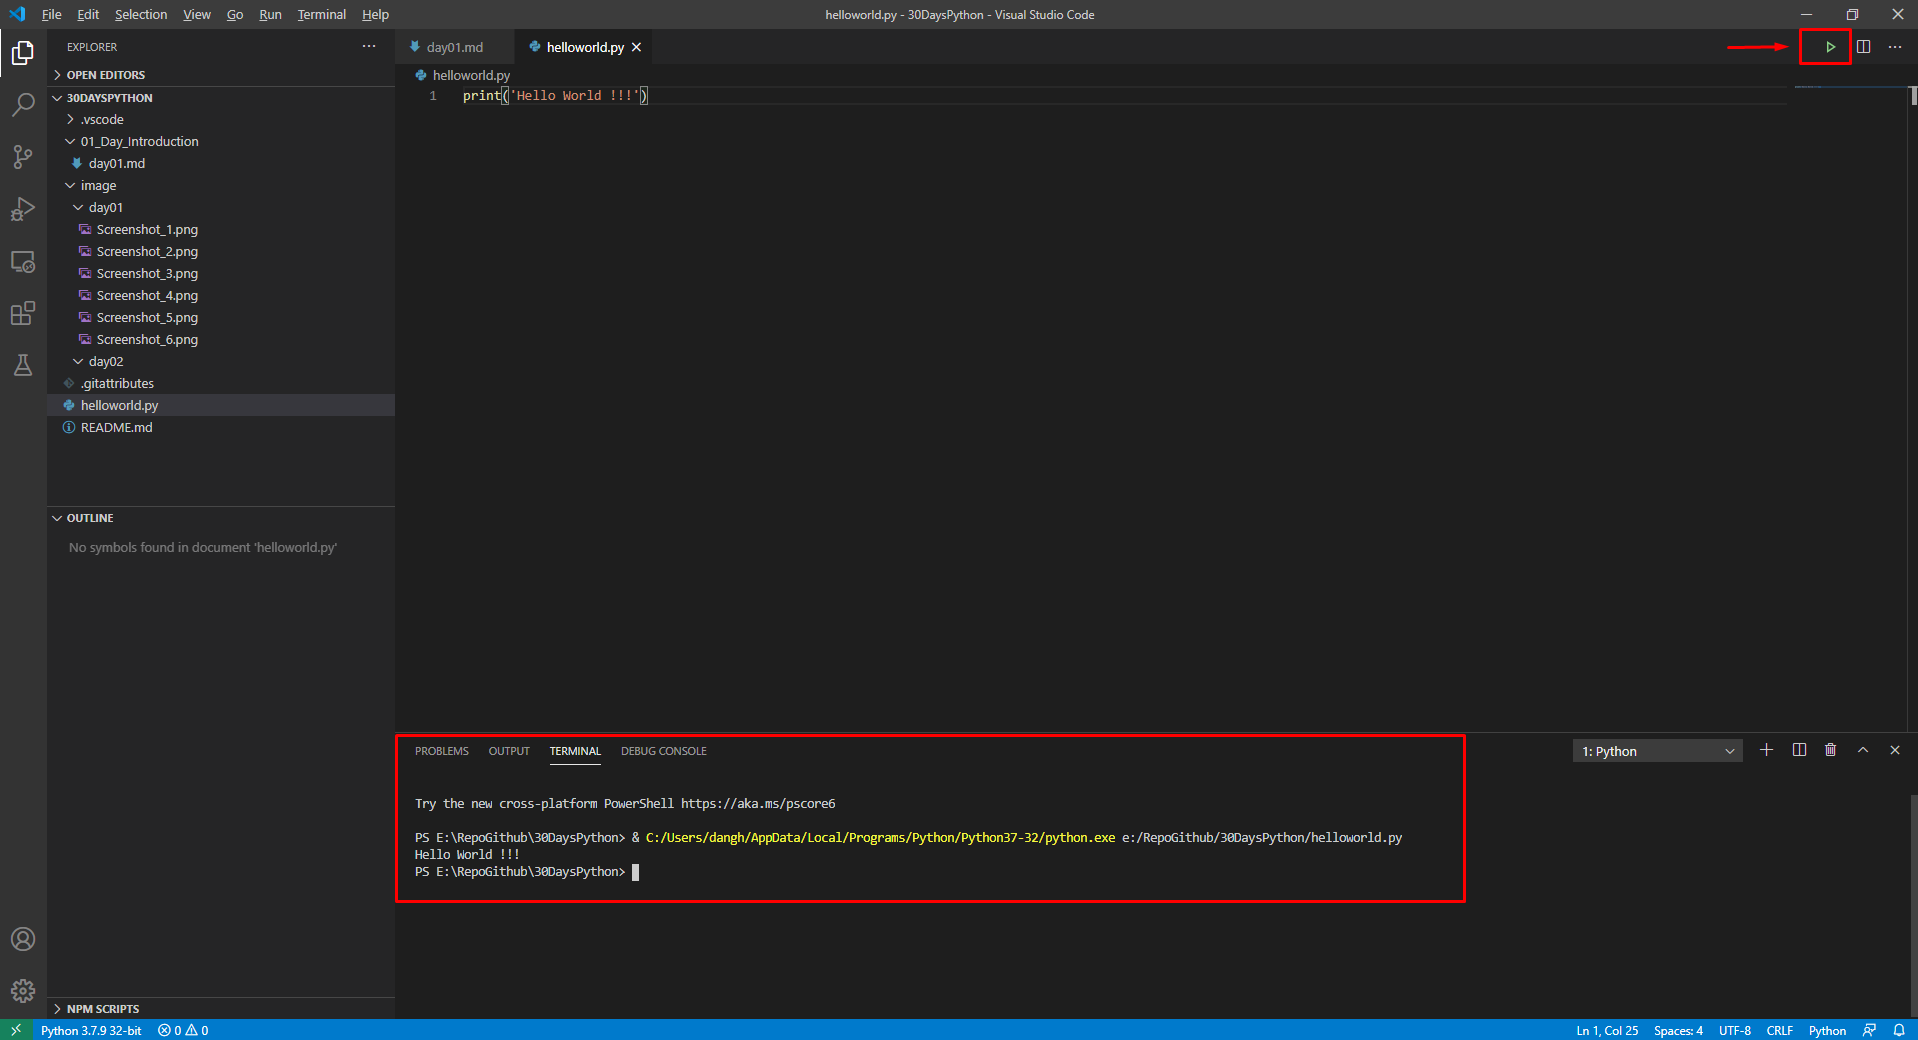 File Edit Selection View Go Run Terminal Help
helloworld.py - 30DaysPython - Visual Studio Code
EXPLORER
OPEN EDITORS
30DAYSPYTHON
.vscode
01_Day_Introduction
day01.md
image
day01
Screenshot_1.png
Screenshot_2.png
Screenshot_3.png
Screenshot_4.png
Screenshot_5.png
Screenshot_6.png
day02
.gitattributes
helloworld.py
README.md
OUTLINE
No symbols found in document 'helloworld.py'
NPM SCRIPTS
day01.md helloworld.py
helloworld.py
1 print('Hello World !!!')
PROBLEMS OUTPUT TERMINAL DEBUG CONSOLE
1: Python
Try the new cross-platform PowerShell https://aka.ms/pscore6
PS E:\RepoGithub\30DaysPython> & C:/Users/dangh/AppData/Local/Programs/Python/Python37-32/python.exe e:/RepoGithub/30DaysPython/helloworld.py
Hello World !!!
PS E:\RepoGithub\30DaysPython>
Python 3.7.9 32-bit 0 0
Ln 1, Col 25 Spaces: 4 UTF-8 CRLF Python